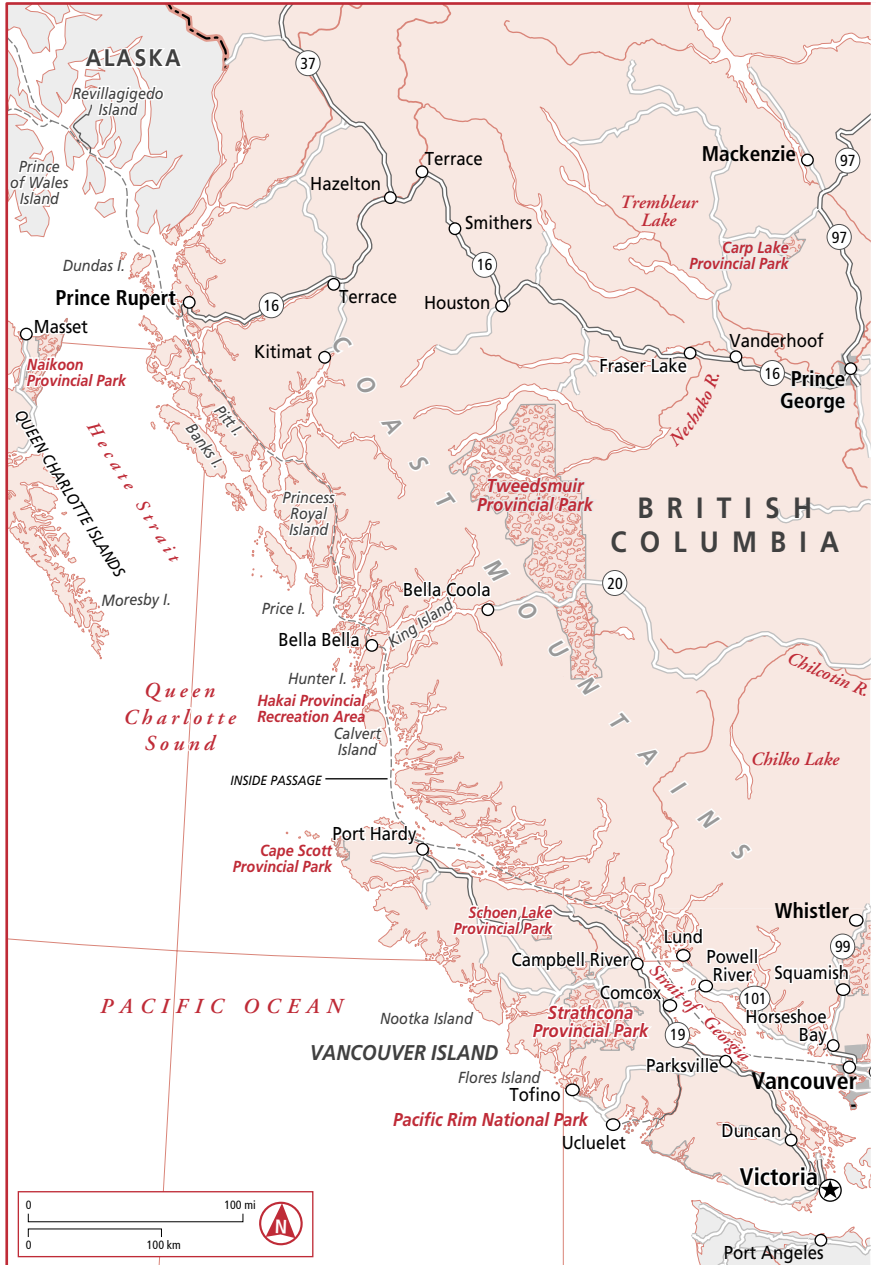 ALASKA
Revillagigedo
Island
37
Prince
of Wales
Island
Terrace
Hazelton
Mackenzie
97
Trembleur
Lake
Smithers
97
Carp Lake
Provincial Park
Dundas I.
16
Prince Rupert
16
Terrace
Houston
Masset
Kitimat
Vanderhoof
Fraser Lake
16
Prince
George
Naikoon
Provincial Park
Pitt I.
Banks I.
Nechako R.
QUEEN CHARLOTTE ISLANDS
Hecate Strait
COAST MOUNTAINS
Tweedsmuir
Provincial Park
BRITISH
COLUMBIA
Princess
Royal
Island
Moresby I.
Bella Coola
20
Price I.
King Island
Bella Bella
Hunter I.
Chilcotin R.
Queen
Charlotte
Sound
Hakai Provincial
Recreation Area
Calvert
Island
Chilko Lake
INSIDE PASSAGE
Port Hardy
Cape Scott
Provincial Park
Schoen Lake
Provincial Park
Whistler
Lund
99
Campbell River
Powell
River
Squamish
Comcox
101
PACIFIC OCEAN
Nootka Island
Strathcona
Provincial Park
Strait of Georgia
19
Horseshoe
Bay
VANCOUVER ISLAND
Parksville
Vancouver
Flores Island
Tofino
Pacific Rim National Park
Ucluelet
Duncan
Victoria
0
100 mi
0
100 km
N
Port Angeles